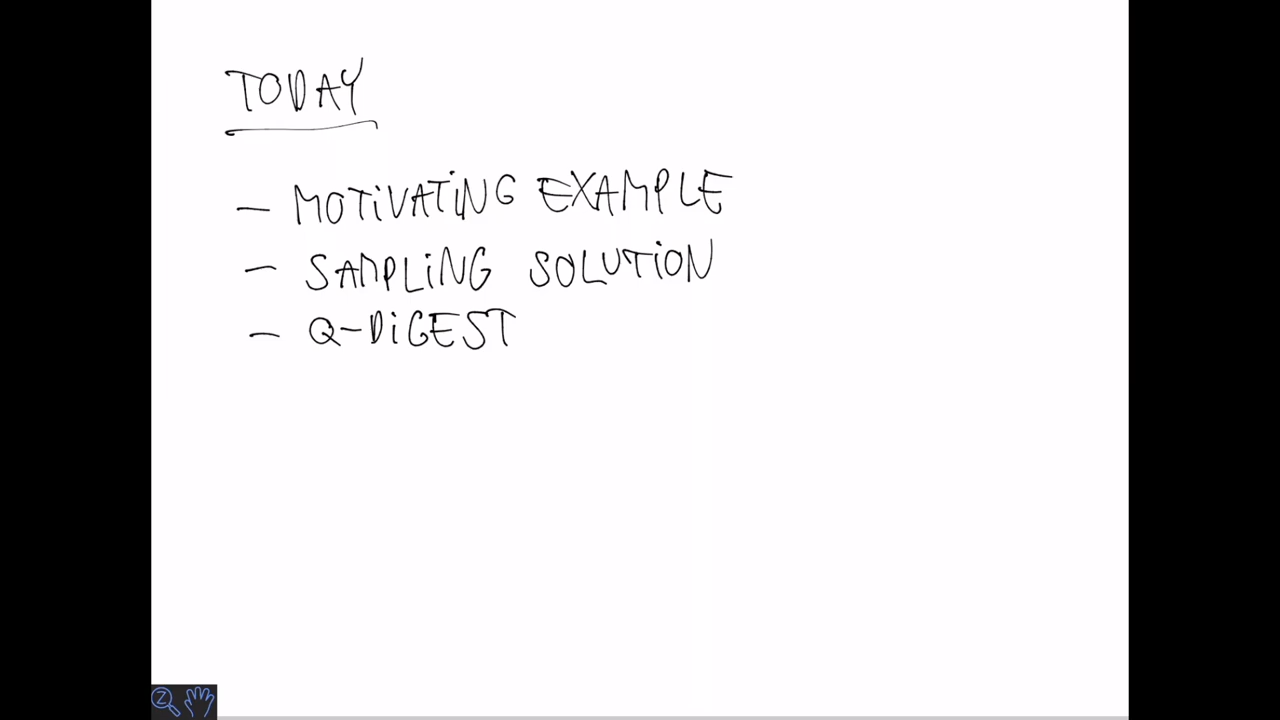 TODAY
— MOTiVATiNG EXAMPLE
— SAMPLiNG SOLUTiON
— Q-DiGEST